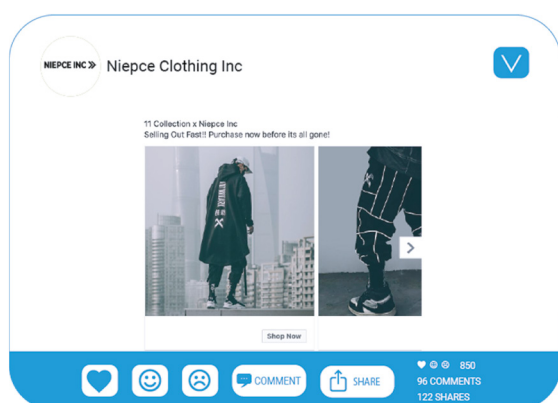 NIEPCE INC
Niepce Clothing Inc
11 Collection x Niepce Inc
Selling Out Fast!! Purchase now before its all gone!
Shop Now
COMMENT
SHARE
850
96 COMMENTS
122 SHARES